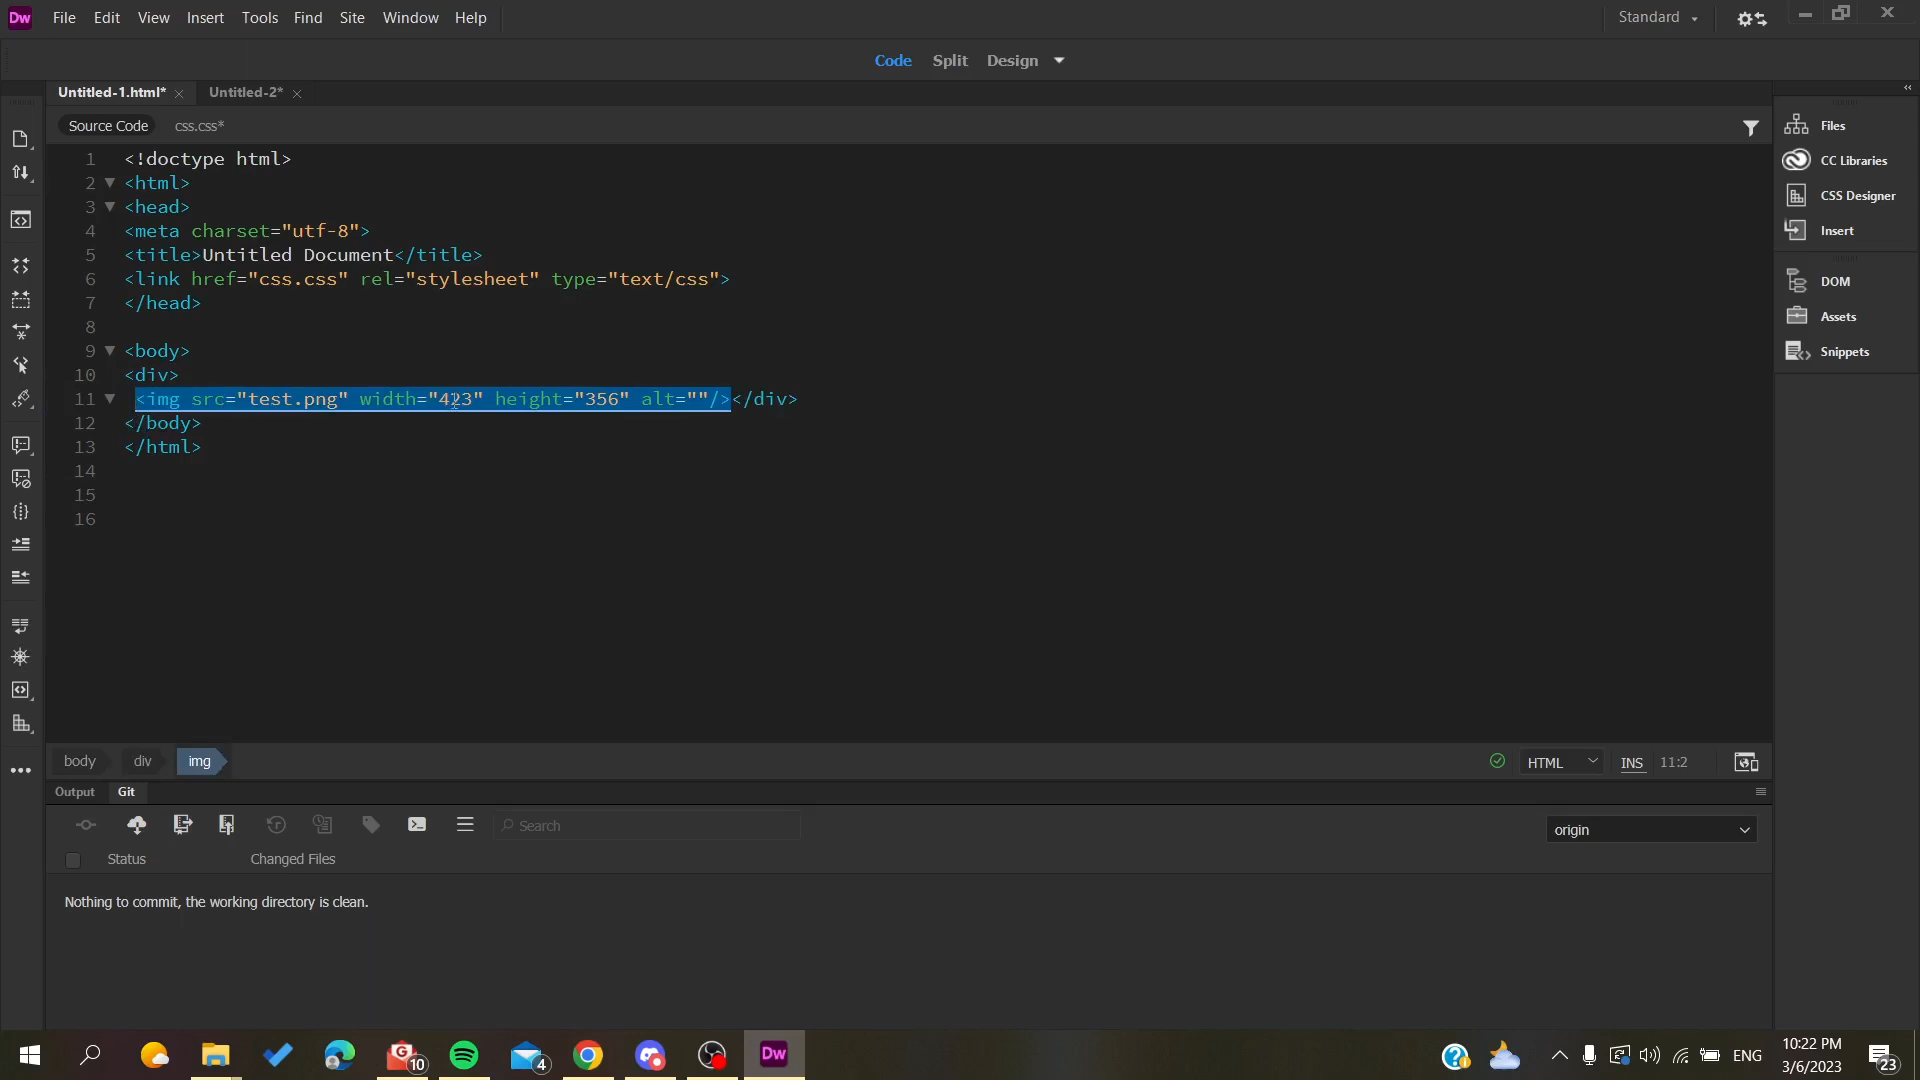 Dw File Edit View Insert Tools Find Site Window Help Standard
Code Split Design
Untitled-1.html* Untitled-2*
Source Code css.css*
1 <!doctype html>
2 <html>
3 <head>
4 <meta charset="utf-8">
5 <title>Untitled Document</title>
6 <link href="css.css" rel="stylesheet" type="text/css">
7 </head>
8
9 <body>
10 <div>
11 <img src="test.png" width="423" height="356" alt=""/></div>
12 </body>
13 </html>
14
15
16
Files
CC Libraries
CSS Designer
Insert
DOM
Assets
Snippets
body div img HTML INS 11:2
Output Git
Search origin
Status Changed Files
Nothing to commit, the working directory is clean.
10 4 Dw ENG 10:22 PM
3/6/2023 23